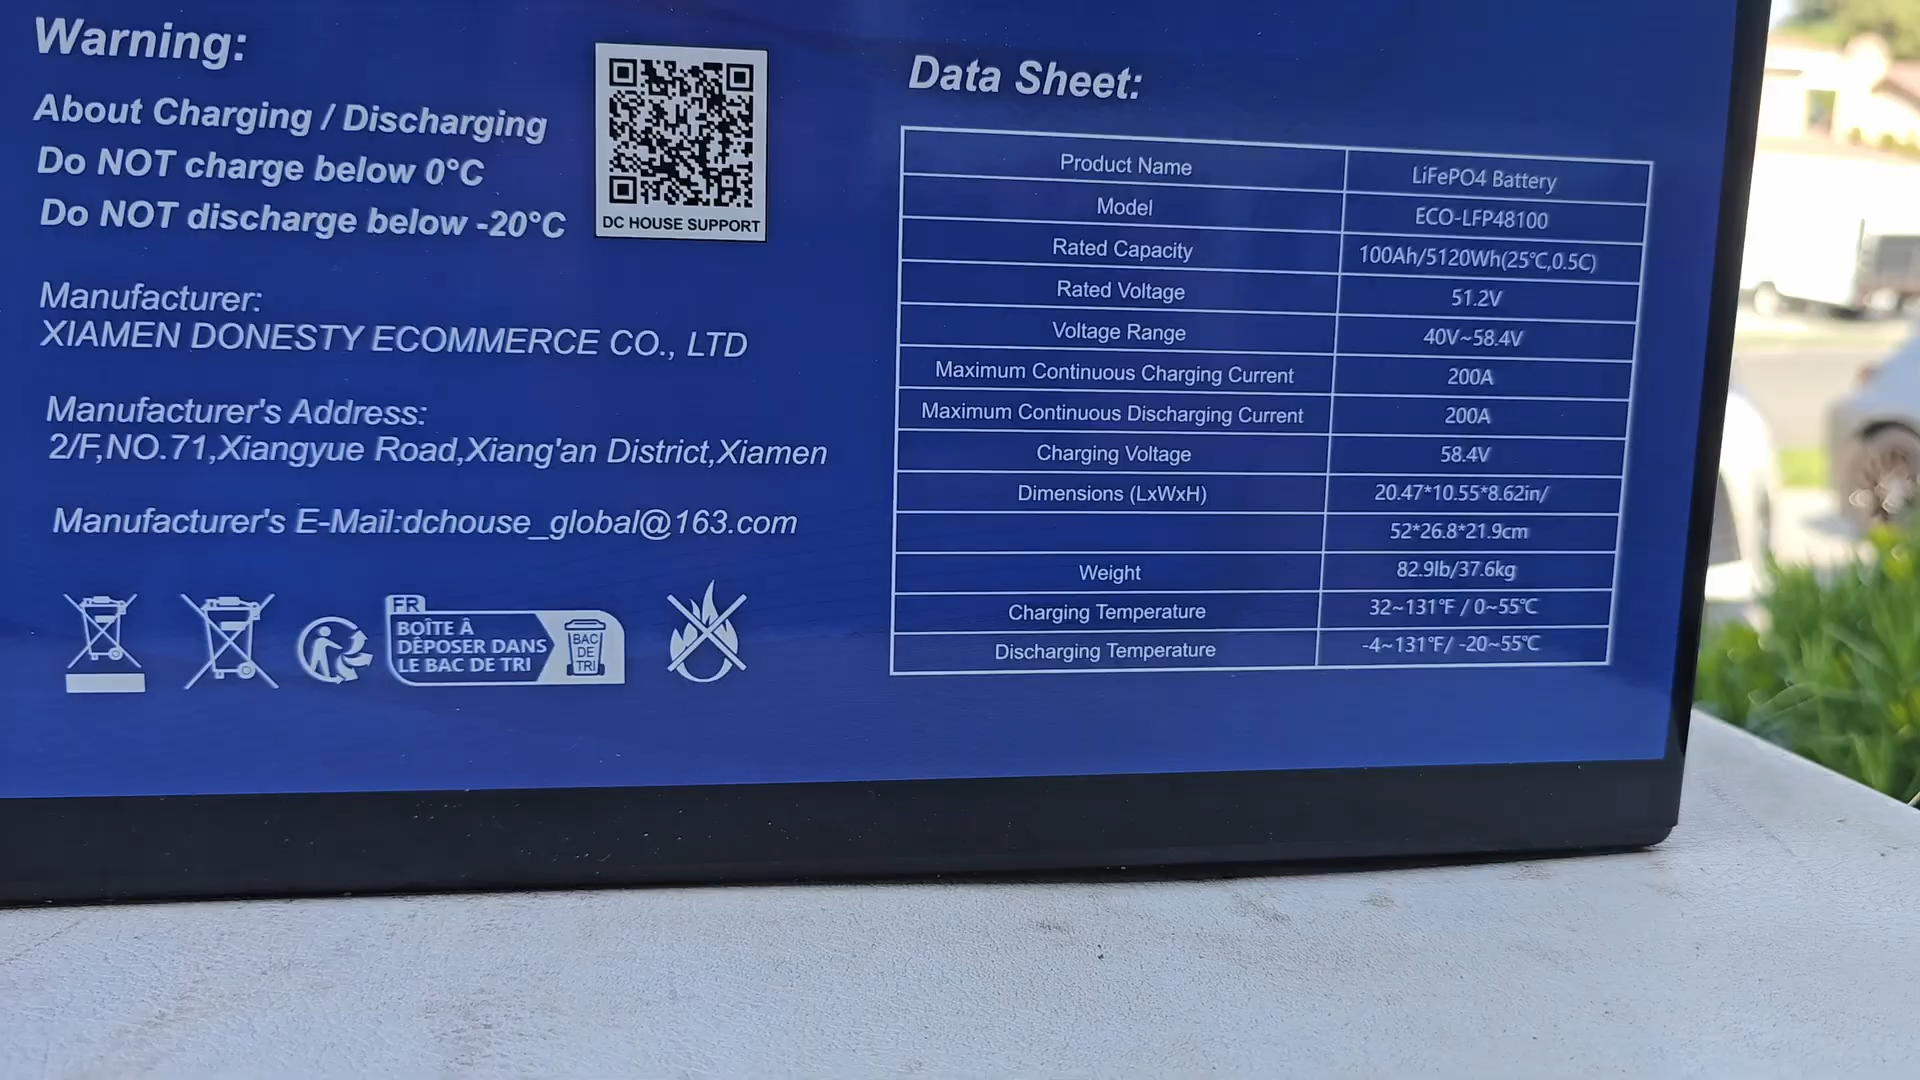 Warning:
About Charging / Discharging
Do NOT charge below 0°C
Do NOT discharge below -20°C
DC HOUSE SUPPORT
Manufacturer:
XIAMEN DONESTY ECOMMERCE CO., LTD
Manufacturer's Address:
2/F,NO.71,Xiangyue Road,Xiang'an District,Xiamen
Manufacturer's E-Mail:dchouse_global@163.com
FR
BOÎTE À
DÉPOSER DANS
LE BAC DE TRI
BAC
DE
TRI
Data Sheet:
Product Name LiFePO4 Battery
Model ECO-LFP48100
Rated Capacity 100Ah/5120Wh(25℃,0.5C)
Rated Voltage 51.2V
Voltage Range 40V~58.4V
Maximum Continuous Charging Current 200A
Maximum Continuous Discharging Current 200A
Charging Voltage 58.4V
Dimensions (LxWxH) 20.47*10.55*8.62in/
52*26.8*21.9cm
Weight 82.9lb/37.6kg
Charging Temperature 32~131℉ / 0~55℃
Discharging Temperature -4~131℉/ -20~55℃